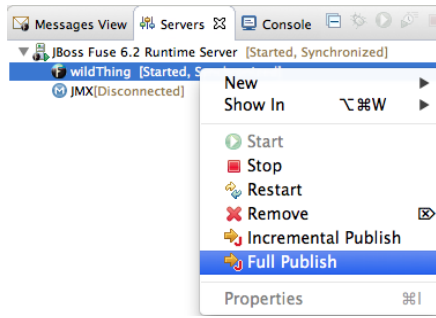 Messages View Servers Console
JBoss Fuse 6.2 Runtime Server [Started, Synchronized]
wildThing [Started, S
JMX[Disconnected]
New
Show In ⌥⌘W
Start
Stop
Restart
Remove
Incremental Publish
Full Publish
Properties ⌘I